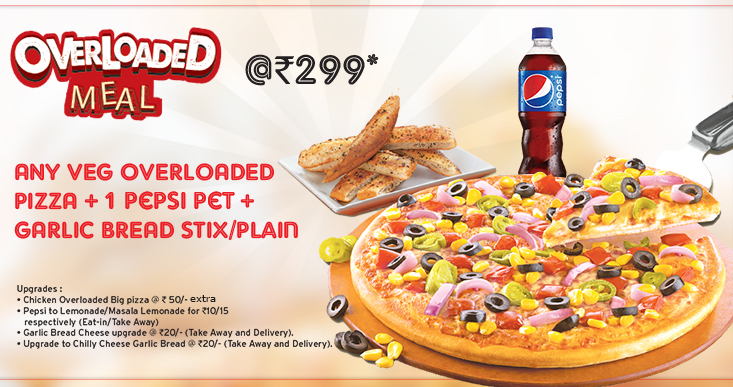 OVERLOADED
MEAL
@₹299*
pepsi
ANY VEG OVERLOADED
PIZZA + 1 PEPSI PET +
GARLIC BREAD STIX/PLAIN
Upgrades :
• Chicken Overloaded Big pizza @ ₹ 50/- extra
• Pepsi to Lemonade/Masala Lemonade for ₹10/15
respectively (Eat-in/Take Away)
• Garlic Bread Cheese upgrade @ ₹20/- (Take Away and Delivery).
• Upgrade to Chilly Cheese Garlic Bread @ ₹20/- (Take Away and Delivery).